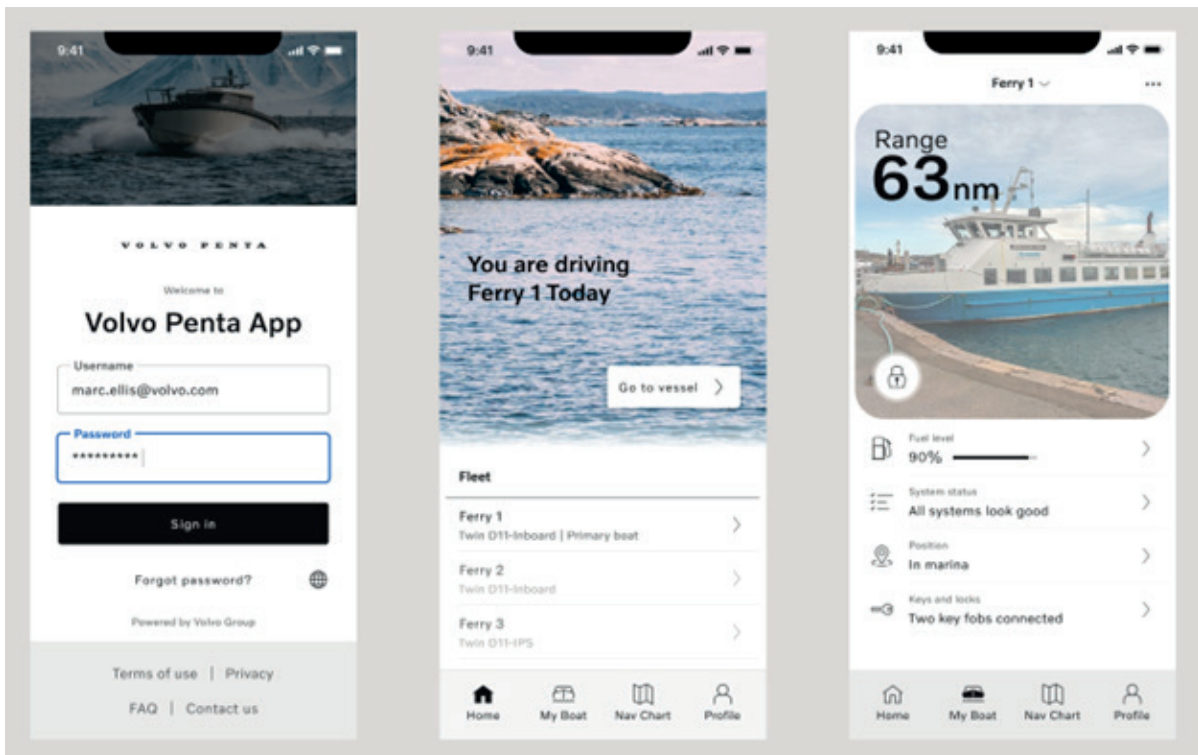 9:41
VOLVO PENTA
Welcome to
Volvo Penta App
Username
marc.ellis@volvo.com
Password
*********
Sign in
Forgot password?
Powered by Volvo Group
Terms of use | Privacy
FAQ | Contact us
9:41
You are driving
Ferry 1 Today
Go to vessel
Fleet
Ferry 1
Twin D11-Inboard | Primary boat
Ferry 2
Twin D11-Inboard
Ferry 3
Twin D11-IPS
Home My Boat Nav Chart Profile
9:41
Ferry 1
Range
63nm
Fuel level
90%
System status
All systems look good
Position
In marina
Keys and locks
Two key fobs connected
Home My Boat Nav Chart Profile